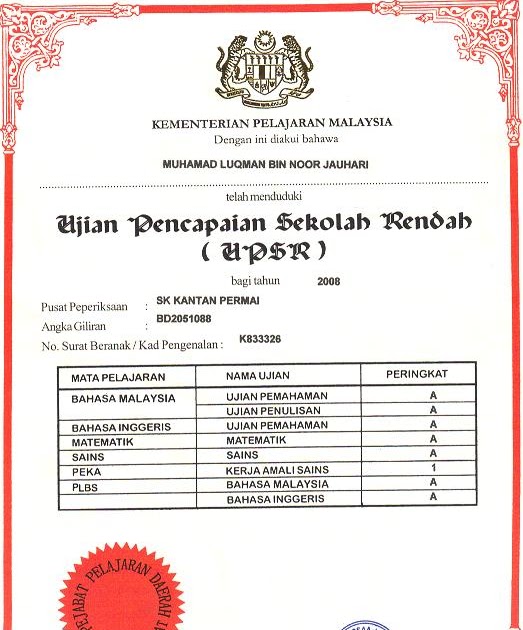 KEMENTERIAN PELAJARAN MALAYSIA
Dengan ini diakui bahawa
MUHAMAD LUQMAN BIN NOOR JAUHARI
telah menduduki
Ujian Pencapaian Sekolah Rendah
( UPSR )
bagi tahun 2008
Pusat Peperiksaan : SK KANTAN PERMAI
Angka Giliran : BD2051088
No. Surat Beranak / Kad Pengenalan : K833326
MATA PELAJARAN NAMA UJIAN PERINGKAT
BAHASA MALAYSIA UJIAN PEMAHAMAN A
UJIAN PENULISAN A
BAHASA INGGERIS UJIAN PEMAHAMAN A
MATEMATIK MATEMATIK A
SAINS SAINS A
PEKA KERJA AMALI SAINS 1
PLBS BAHASA MALAYSIA A
BAHASA INGGERIS A
PEJABAT PELAJARAN DAERAH